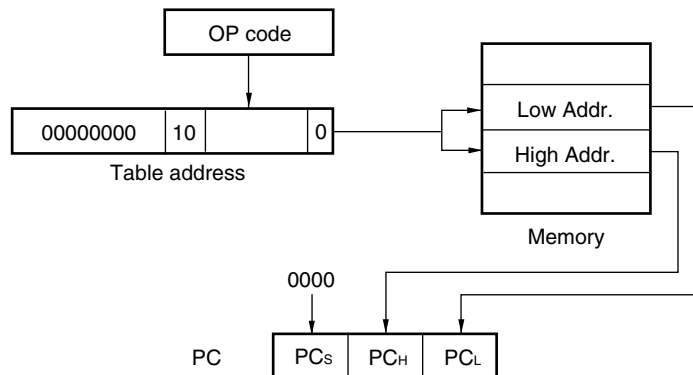 OP code
00000000 10 0
Table address
Low Addr.
High Addr.
Memory
0000
PC PCS PCH PCL